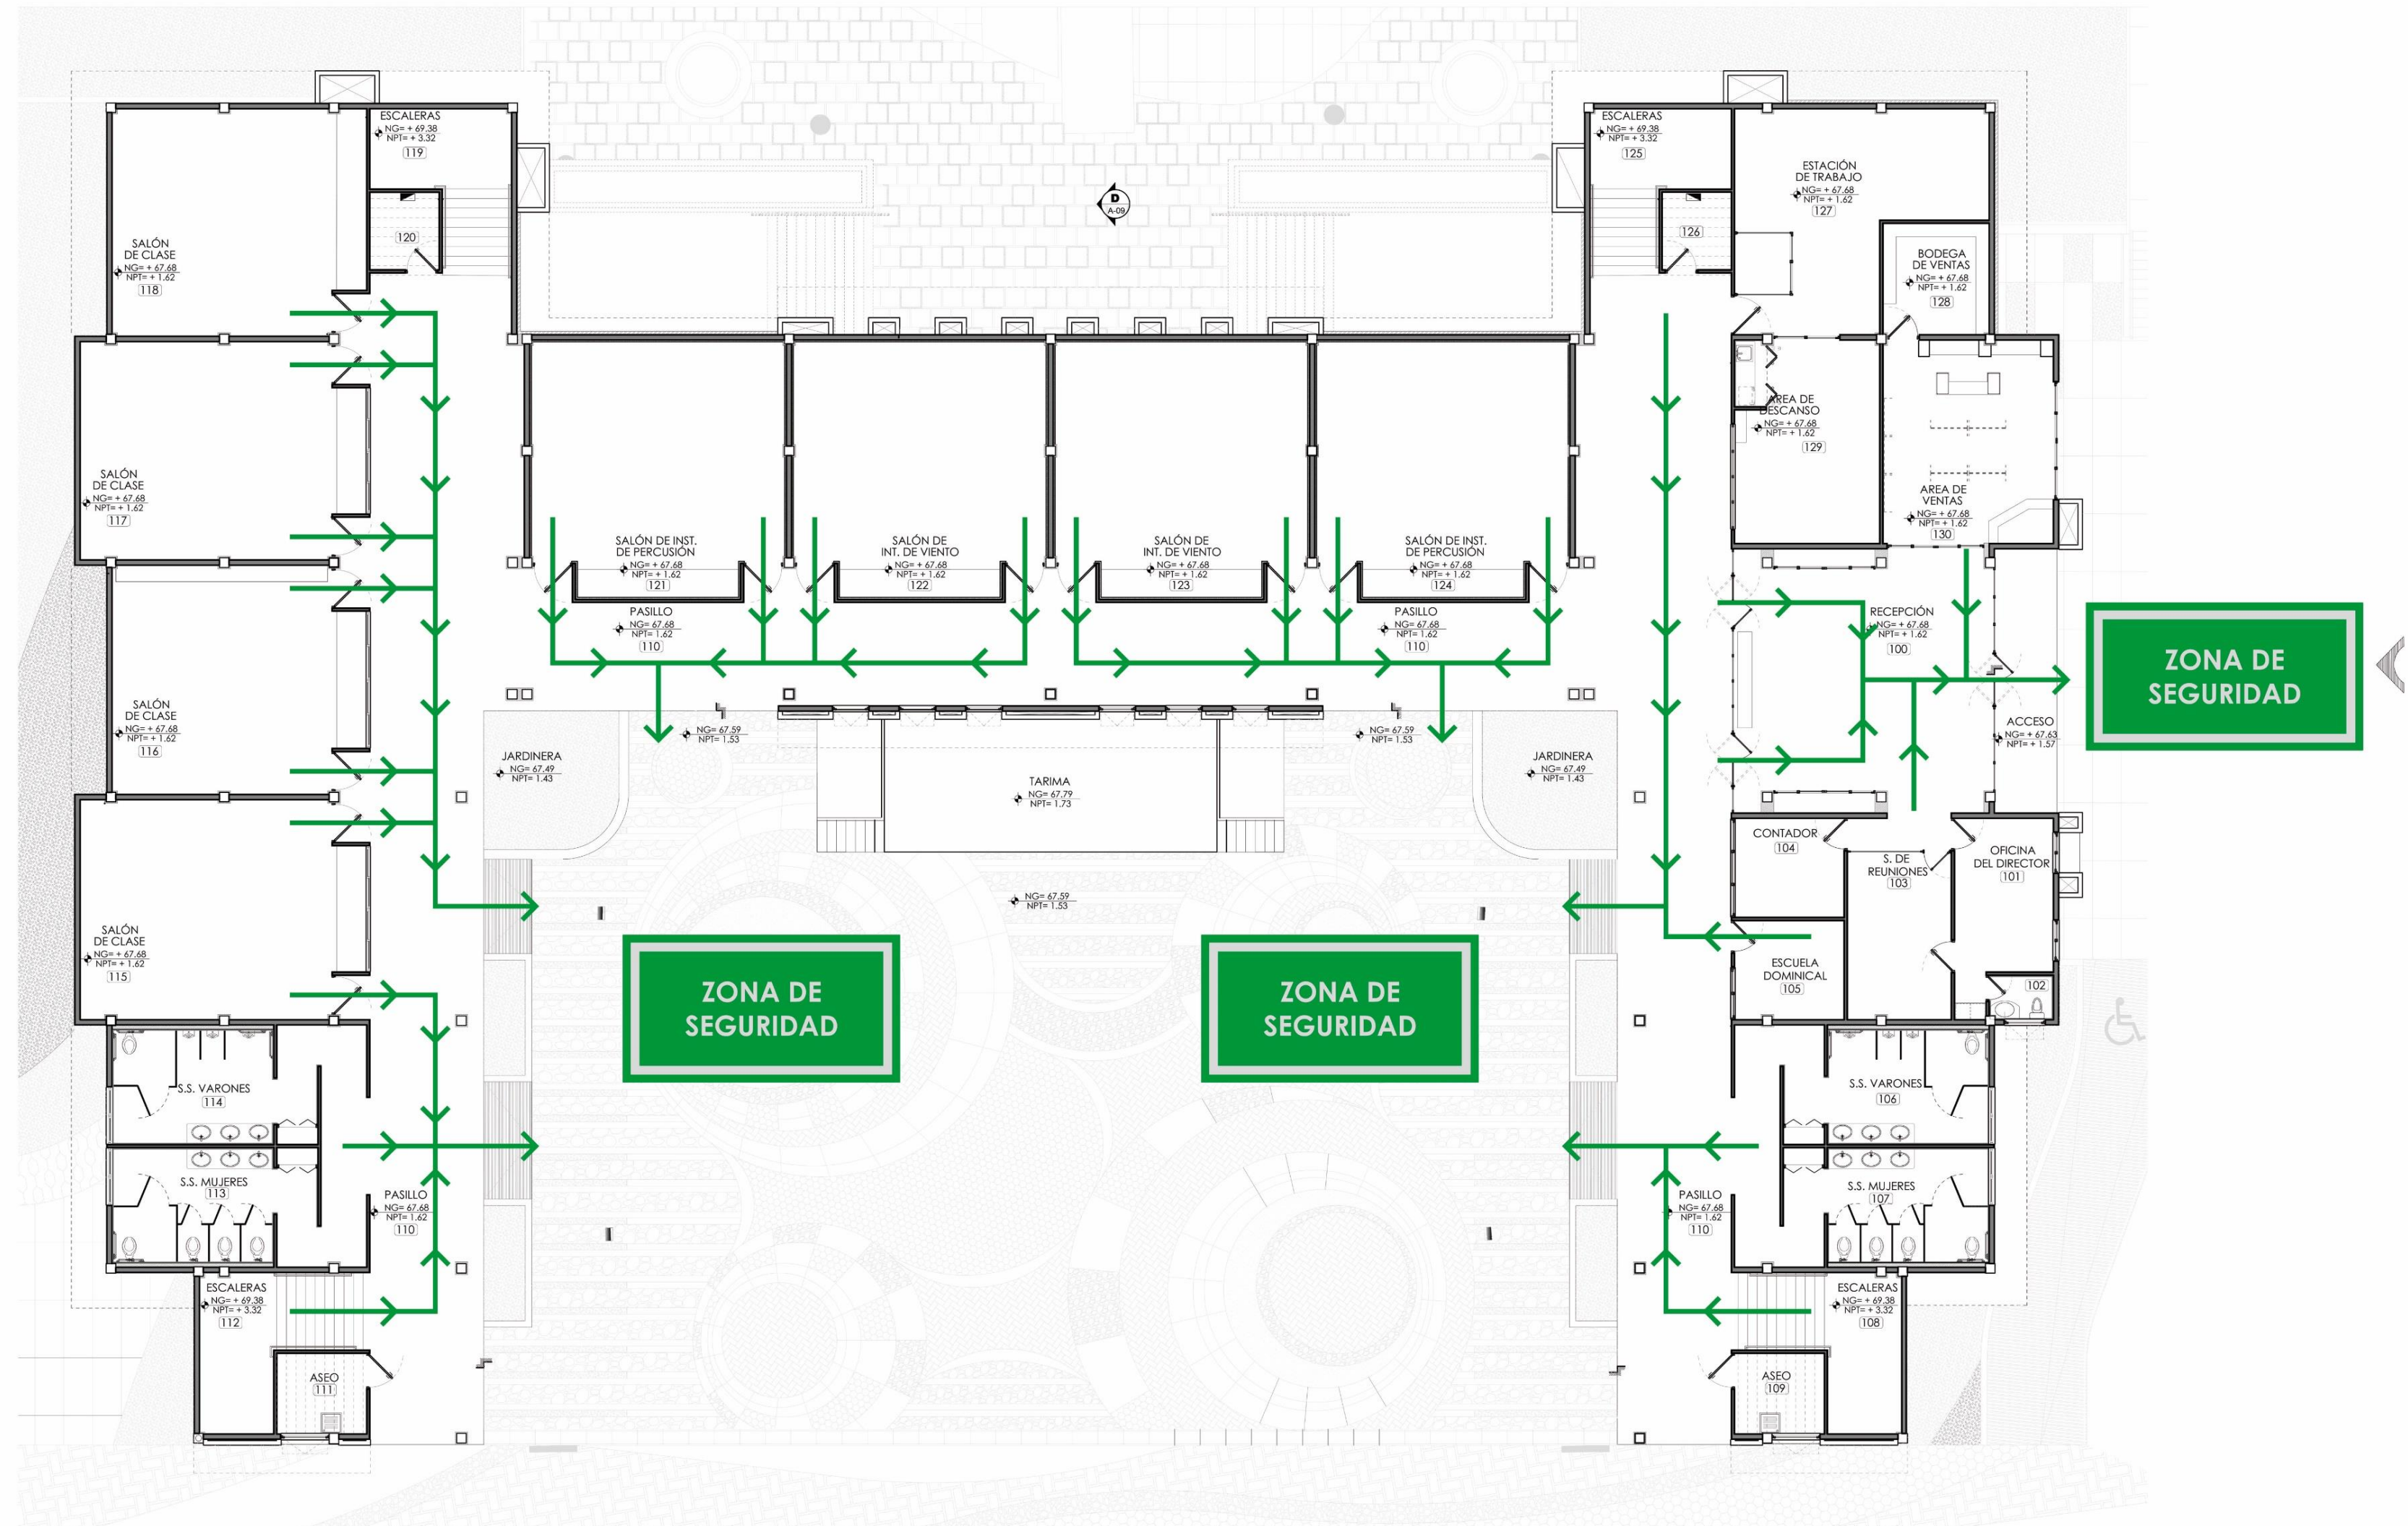 ESCALERAS
NG= + 69.38
NPT= + 3.32
119
120
SALÓN
DE CLASE
NG= + 67.68
NPT= + 1.62
118
SALÓN
DE CLASE
NG= + 67.68
NPT= + 1.62
117
SALÓN
DE CLASE
NG= + 67.68
NPT= + 1.62
116
SALÓN
DE CLASE
NG= + 67.68
NPT= + 1.62
115
S.S. VARONES
114
S.S. MUJERES
113
PASILLO
NG= 67.68
NPT= 1.62
110
ESCALERAS
NG= + 69.38
NPT= + 3.32
112
ASEO
111
D
A-09
SALÓN DE INST.
DE PERCUSIÓN
NG= + 67.68
NPT= + 1.62
121
SALÓN DE
INT. DE VIENTO
NG= + 67.68
NPT= + 1.62
122
SALÓN DE
INT. DE VIENTO
NG= + 67.68
NPT= + 1.62
123
SALÓN DE INST.
DE PERCUSIÓN
NG= + 67.68
NPT= + 1.62
124
PASILLO
NG= 67.68
NPT= 1.62
110
PASILLO
NG= 67.68
NPT= 1.62
110
NG= 67.59
NPT= 1.53
NG= 67.59
NPT= 1.53
JARDINERA
NG= 67.49
NPT= 1.43
TARIMA
NG= 67.79
NPT= 1.73
JARDINERA
NG= 67.49
NPT= 1.43
NG= 67.59
NPT= 1.53
ZONA DE
SEGURIDAD
ZONA DE
SEGURIDAD
ESCALERAS
NG= + 69.38
NPT= + 3.32
125
126
ESTACIÓN
DE TRABAJO
NG= + 67.68
NPT= + 1.62
127
BODEGA
DE VENTAS
NG= + 67.68
NPT= + 1.62
128
AREA DE
DESCANSO
NG= + 67.68
NPT= + 1.62
129
AREA DE
VENTAS
NG= + 67.68
NPT= + 1.62
130
RECEPCIÓN
NG= + 67.68
NPT= + 1.62
100
ZONA DE
SEGURIDAD
ACCESO
NG= + 67.63
NPT= + 1.57
CONTADOR
104
S. DE
REUNIONES
103
OFICINA
DEL DIRECTOR
101
ESCUELA
DOMINICAL
105
102
S.S. VARONES
106
S.S. MUJERES
107
PASILLO
NG= 67.68
NPT= 1.62
110
ESCALERAS
NG= + 69.38
NPT= + 3.32
108
ASEO
109